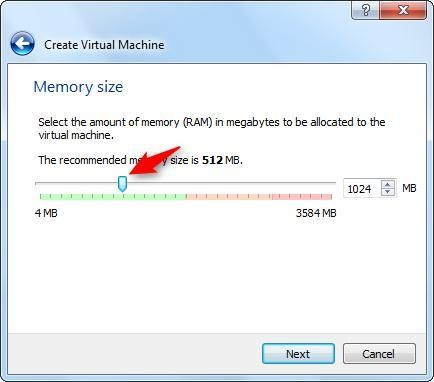 ?
Create Virtual Machine
Memory size
Select the amount of memory (RAM) in megabytes to be allocated to the
virtual machine.
The recommended me y size is 512 MB.
1024 MB
4 MB 3584 MB
Next Cancel